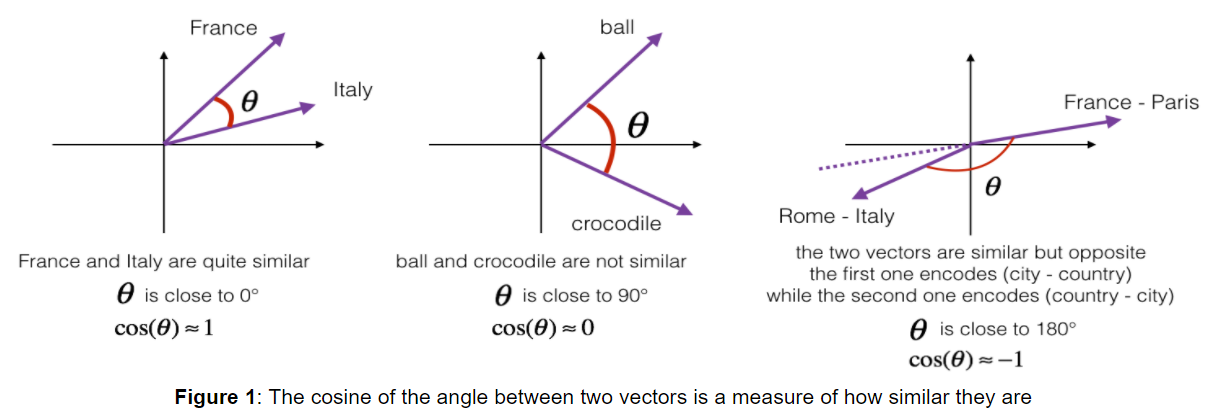 France
Italy
θ
France and Italy are quite similar
θ is close to 0°
cos(θ) ≈ 1
ball
θ
crocodile
ball and crocodile are not similar
θ is close to 90°
cos(θ) ≈ 0
France - Paris
θ
Rome - Italy
the two vectors are similar but opposite
the first one encodes (city - country)
while the second one encodes (country - city)
θ is close to 180°
cos(θ) ≈ −1
Figure 1: The cosine of the angle between two vectors is a measure of how similar they are